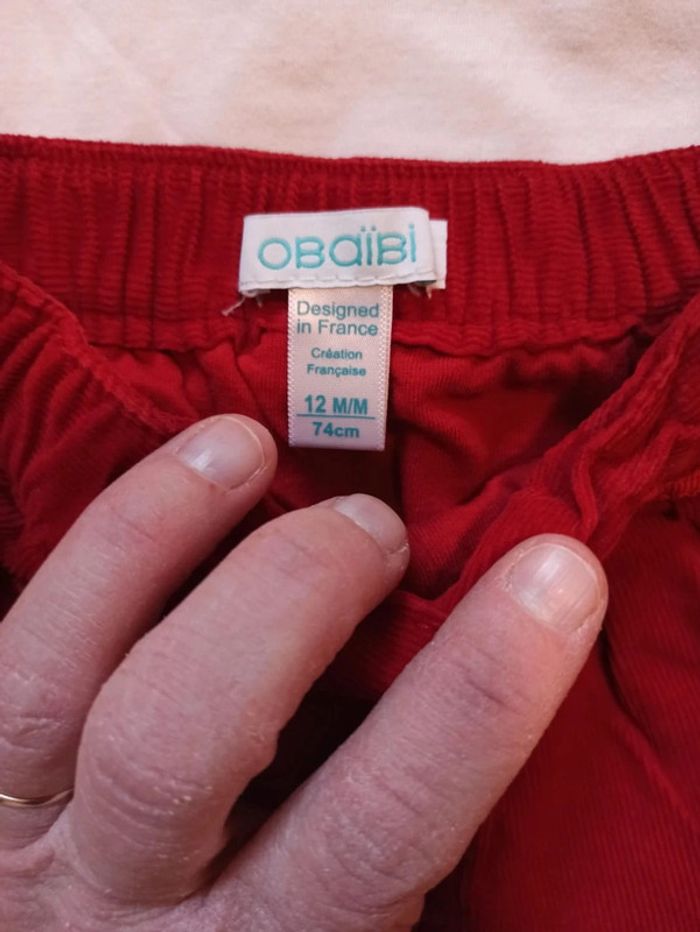 OBaïBi
Designed
in France
Création
Française
12 M/M
74cm